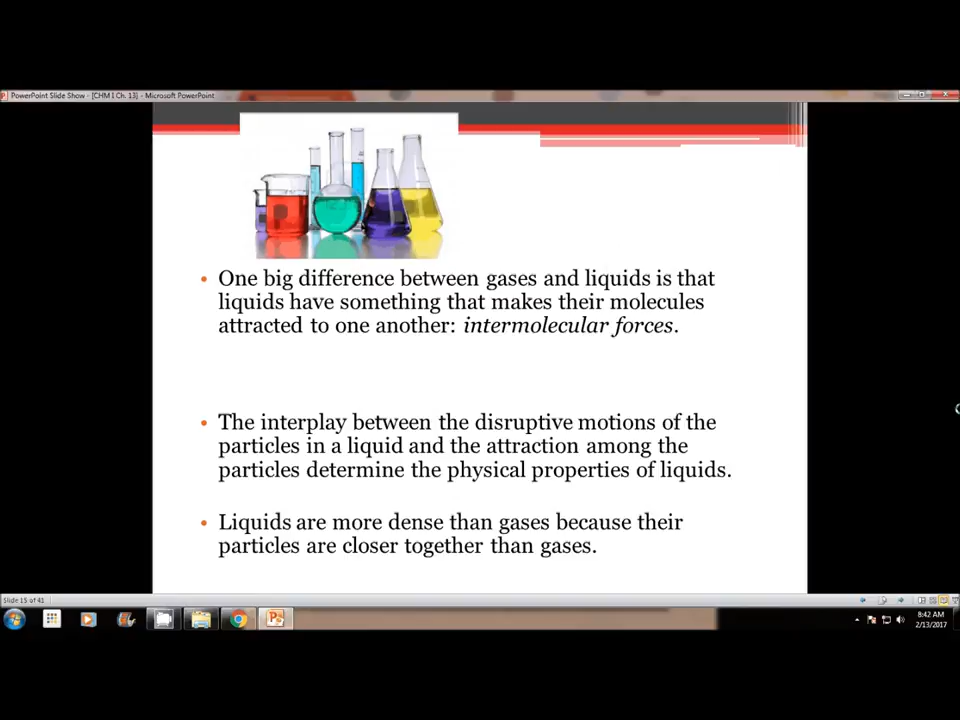 PowerPoint Slide Show - [CHM I Ch. 13] - Microsoft PowerPoint
• One big difference between gases and liquids is that
liquids have something that makes their molecules
attracted to one another: intermolecular forces.
• The interplay between the disruptive motions of the
particles in a liquid and the attraction among the
particles determine the physical properties of liquids.
• Liquids are more dense than gases because their
particles are closer together than gases.
Slide 15 of 41
8:42 AM
2/13/2017